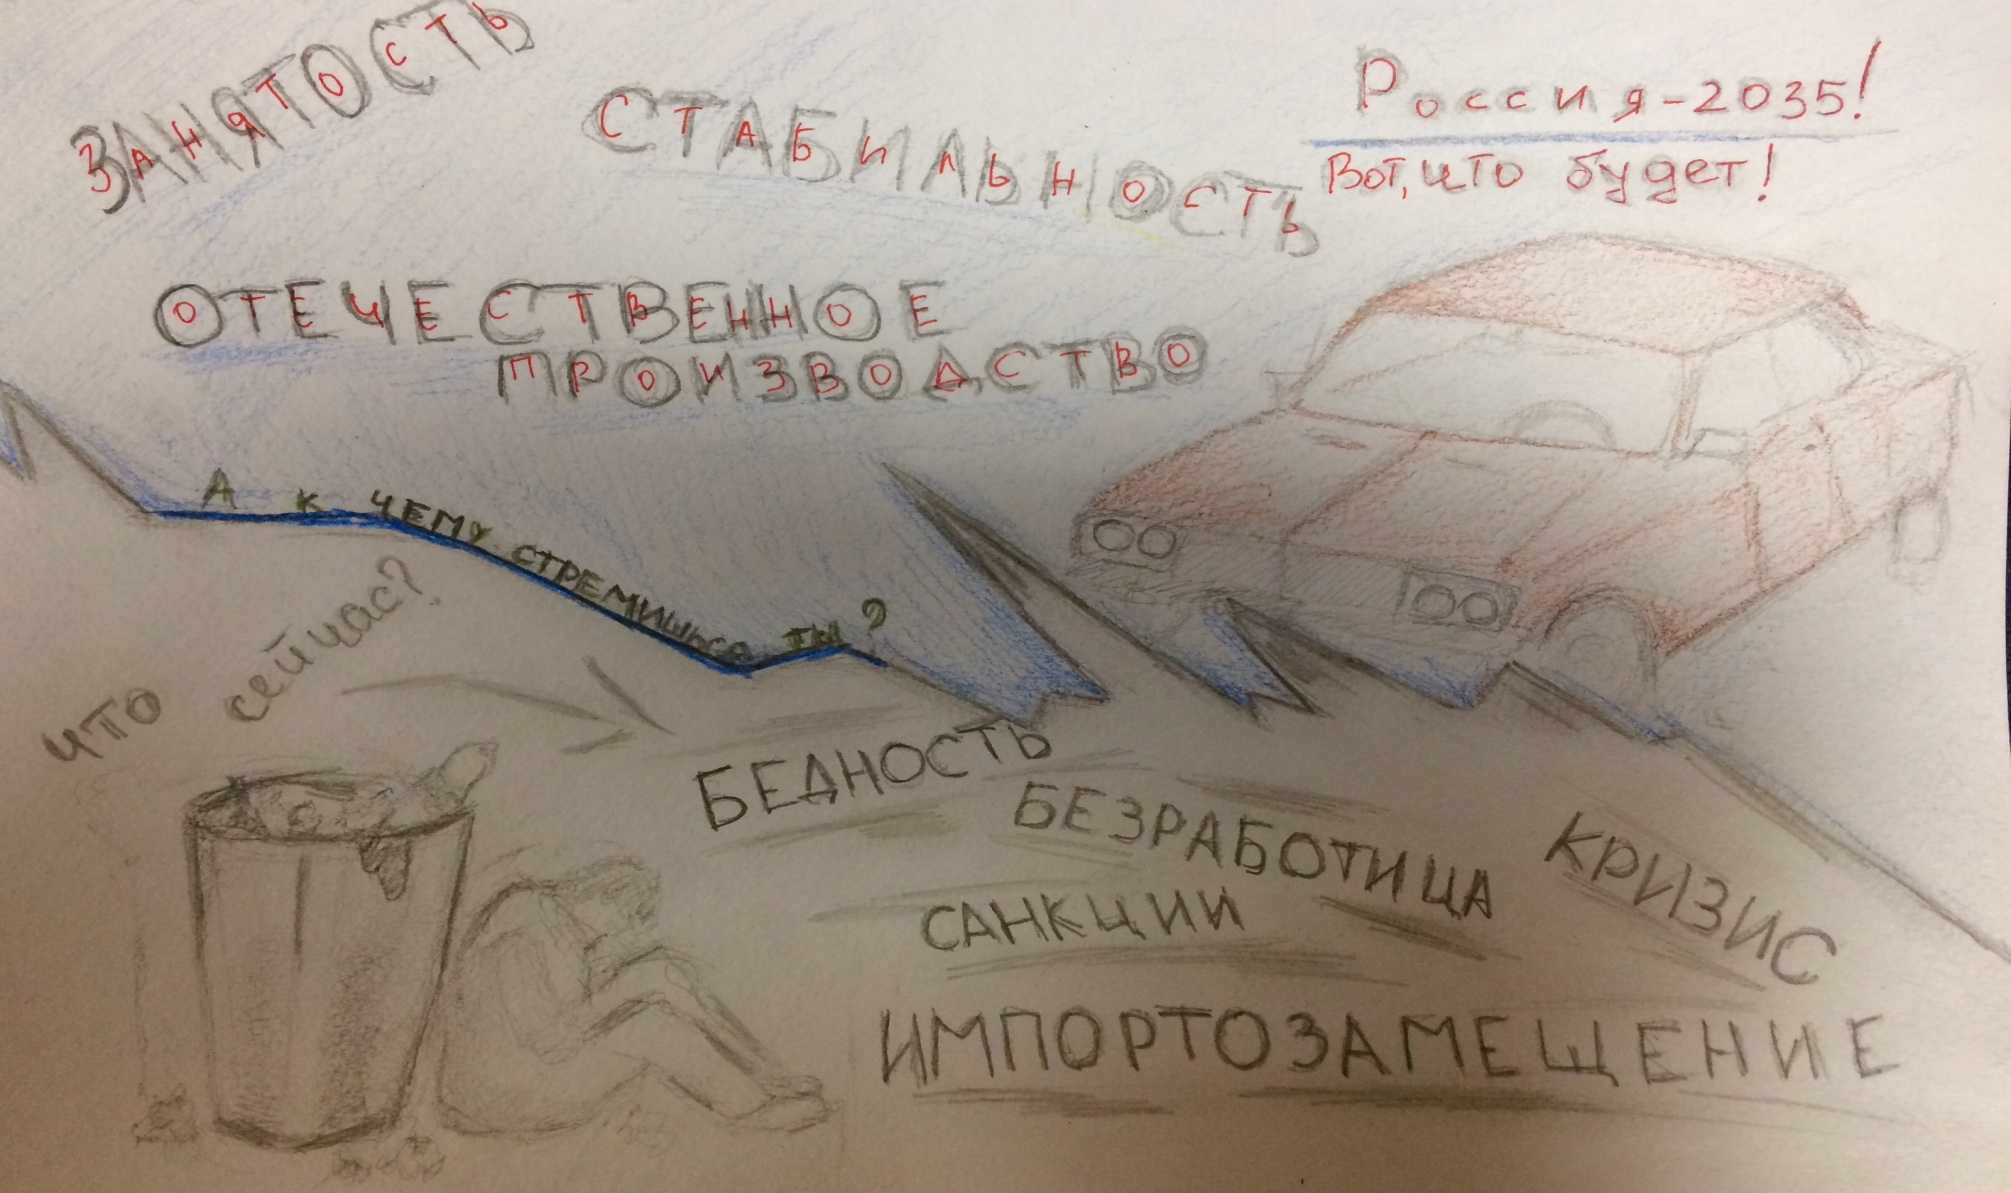 ЗАНЯТОСТЬ
СТАБИЛЬНОСТЬ
Россия-2035!
Вот, что будет!
ОТЕЧЕСТВЕННОЕ
ПРОИЗВОДСТВО
А К ЧЕМУ СТРЕМИШЬСЯ ТЫ?
что сейчас?
БЕДНОСТЬ
БЕЗРАБОТИЦА
КРИЗИС
САНКЦИИ
ИМПОРТОЗАМЕЩЕНИЕ